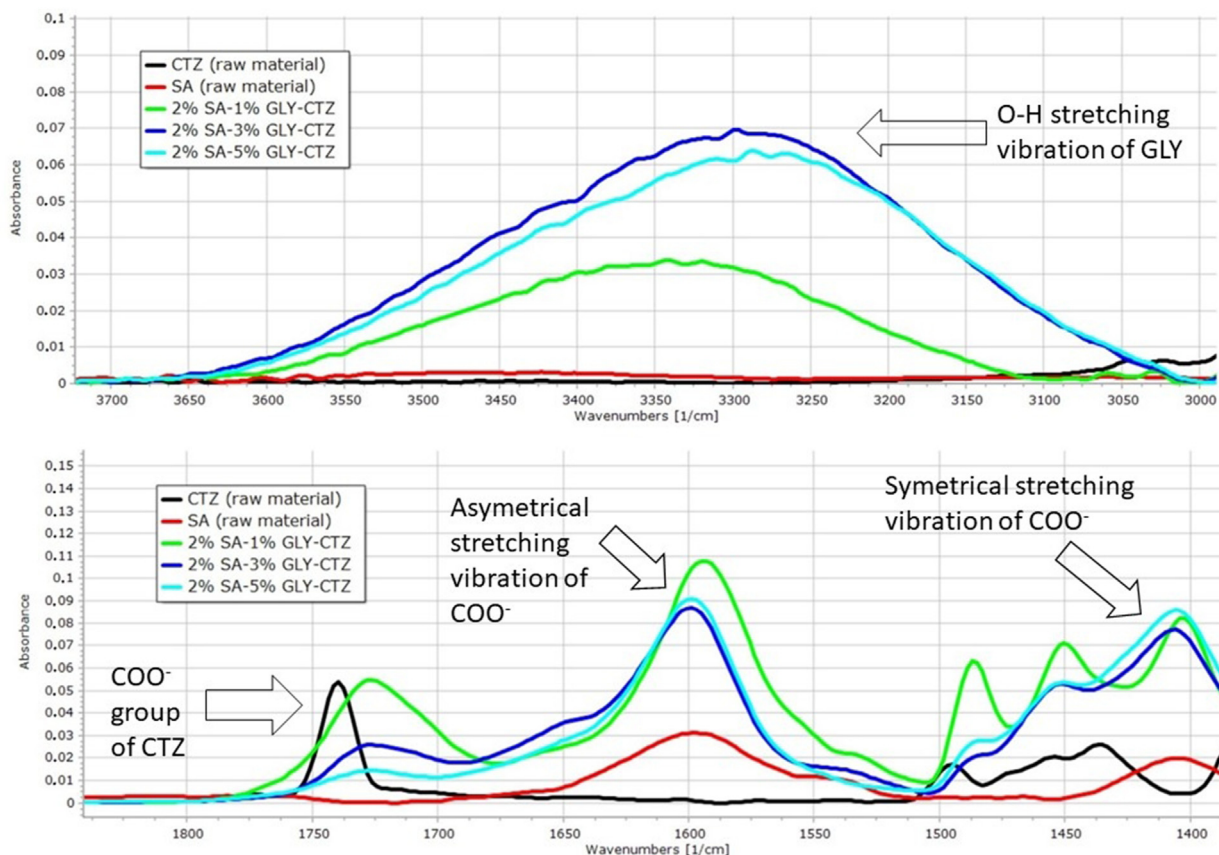 0.1
0.09
0.08
0.07
0.06
0.05
0.04
0.03
0.02
0.01
0
Absorbance
CTZ (raw material)
SA (raw material)
2% SA-1% GLY-CTZ
2% SA-3% GLY-CTZ
2% SA-5% GLY-CTZ
O-H stretching
vibration of GLY
3700 3650 3600 3550 3500 3450 3400 3350 3300 3250 3200 3150 3100 3050 3000
Wavenumbers [1/cm]
0.15
0.14
0.13
0.12
0.11
0.1
0.09
0.08
0.07
0.06
0.05
0.04
0.03
0.02
0.01
0
Absorbance
CTZ (raw material)
SA (raw material)
2% SA-1% GLY-CTZ
2% SA-3% GLY-CTZ
2% SA-5% GLY-CTZ
COO⁻
group
of CTZ
Asymetrical
stretching
vibration of
COO⁻
Symetrical stretching
vibration of COO⁻
1800 1750 1700 1650 1600 1550 1500 1450 1400
Wavenumbers [1/cm]